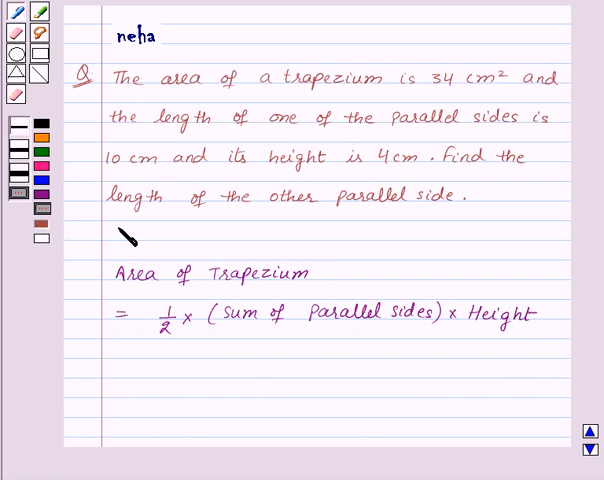 neha
Q. The area of a trapezium is 34 cm² and
the length of one of the parallel sides is
10 cm and its height is 4 cm. Find the
length of the other parallel side.
Area of Trapezium
= 1/2 × (Sum of Parallel sides) × Height